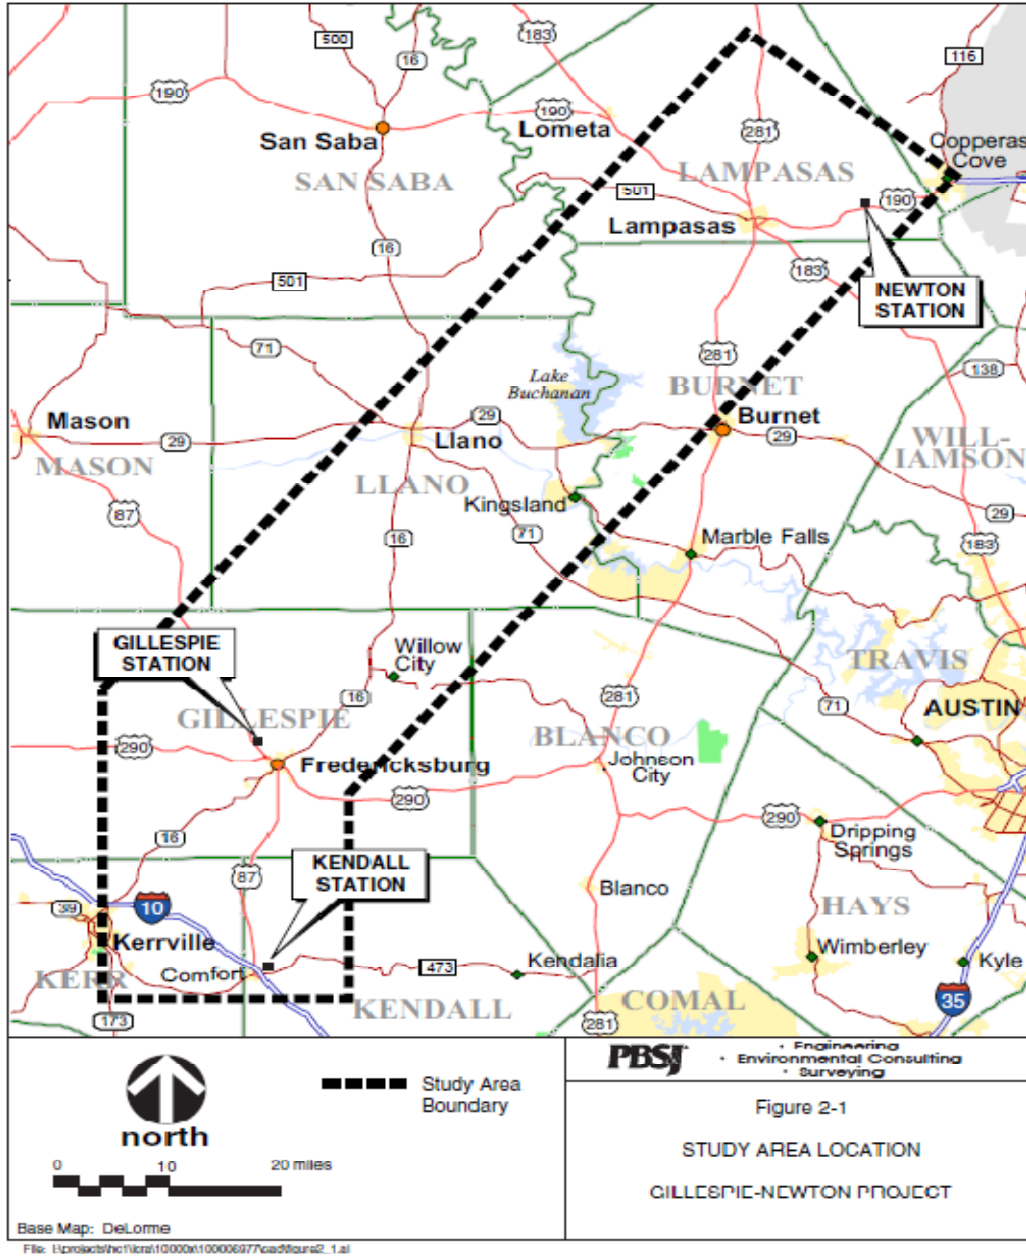 500
16
183
116
190
190
Lometa
281
San Saba
Copperas
Cove
SAN SABA
LAMPASAS
501
190
Lampasas
16
183
501
NEWTON
STATION
71
281
138
Lake
Buchanan
BURNET
Mason
29
Burnet
29
Llano
29
WILL-
IAMSON
MASON
LLANO
87
Kingsland
29
16
71
Marble Falls
183
GILLESPIE
STATION
Willow
City
TRAVIS
16
281
71
AUSTIN
GILLESPIE
290
BLANCO
Fredericksburg
Johnson
City
290
290
16
Dripping
Springs
KENDALL
STATION
87
Blanco
39
10
HAYS
Kerrville
Wimberley
Comfort
473
Kendalia
Kyle
KERR
KENDALL
COMAL
35
173
281
north
Study Area
Boundary
0 10 20 miles
Base Map: DeLorme
PBSJ
• Engineering
• Environmental Consulting
• Surveying
Figure 2-1
STUDY AREA LOCATION
GILLESPIE-NEWTON PROJECT